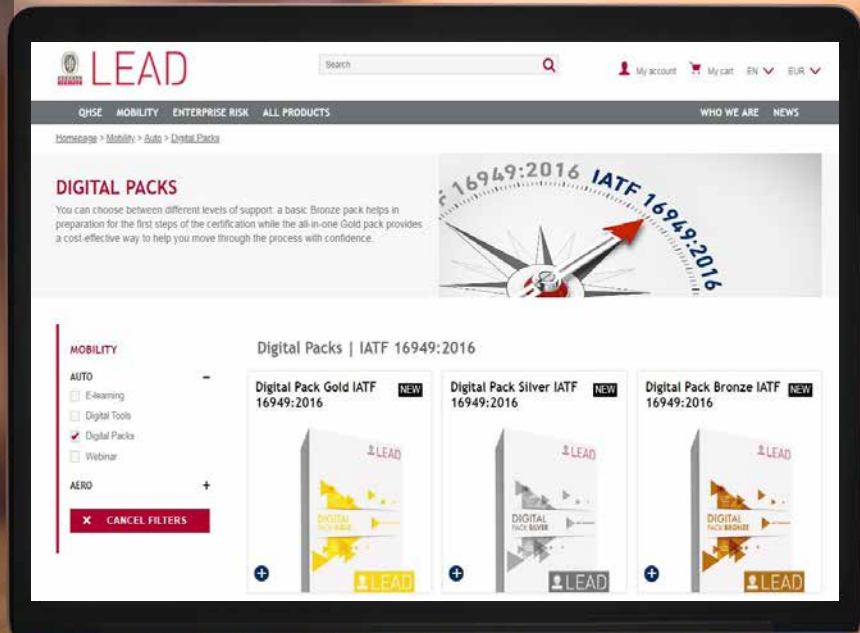 LEAD
Search
My account My cart EN EUR
QHSE MOBILITY ENTERPRISE RISK ALL PRODUCTS WHO WE ARE NEWS
Homepage > Mobility > Auto > Digital Packs
DIGITAL PACKS
You can choose between different levels of support: a basic Bronze pack helps in
preparation for the first steps of the certification while the all-in-one Gold pack provides
a cost-effective way to help you move through the process with confidence.
16949:2016 IATF 16949:2016
MOBILITY
AUTO
E-learning
Digital Tools
Digital Packs
Webinar
AERO
X CANCEL FILTERS
Digital Packs | IATF 16949:2016
Digital Pack Gold IATF NEW
16949:2016
LEAD
DIGITAL
PACK GOLD
LEAD
Digital Pack Silver IATF NEW
16949:2016
LEAD
DIGITAL
PACK SILVER
LEAD
Digital Pack Bronze IATF NEW
16949:2016
LEAD
DIGITAL
PACK BRONZE
LEAD